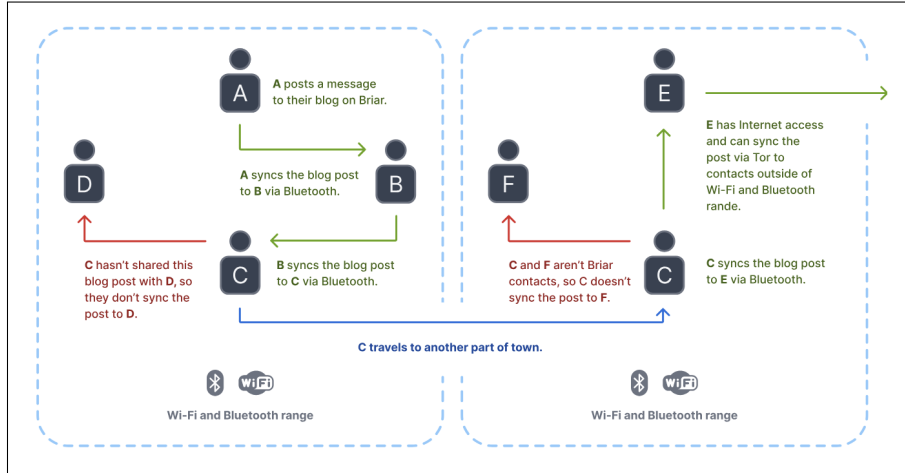 A
A posts a message
to their blog on Briar.
D
A syncs the blog post
to B via Bluetooth.
B
C hasn't shared this
blog post with D, so
they don't sync the
post to D.
C
B syncs the blog post
to C via Bluetooth.
C travels to another part of town.
WiFi
Wi-Fi and Bluetooth range
E
E has Internet access
and can sync the
post via Tor to
contacts outside of
Wi-Fi and Bluetooth
rande.
F
C and F aren't Briar
contacts, so C doesn't
sync the post to F.
C
C syncs the blog post
to E via Bluetooth.
WiFi
Wi-Fi and Bluetooth range